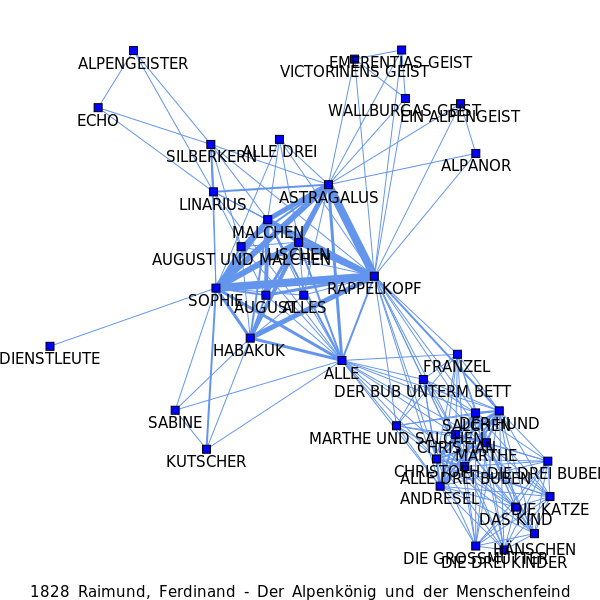 EMERENTIAS GEIST
ALPENGEISTER
VICTORINENS GEIST
WALLBURGAS GEIST
EIN ALPENGEIST
ECHO
ALLE DREI
SILBERKERN
ALPANOR
ASTRAGALUS
LINARIUS
MALCHEN
LISCHEN
AUGUST UND MALCHEN
RAPPELKOPF
SOPHIE
AUGUST
ALLES
HABAKUK
DIENSTLEUTE
FRANZEL
ALLE
DER BUB UNTERM BETT
SABINE
DER HUND
SALCHEN
MARTHE UND SALCHEN
CHRISTIAN
MARTHE
KUTSCHER
CHRISTOPH
DIE DREI BUBEN
ALLE DREI BUBEN
ANDRESEL
DIE KATZE
DAS KIND
HÄNSCHEN
DIE GROSSMUTTER
DIE DREI KINDER
1828 Raimund, Ferdinand - Der Alpenkönig und der Menschenfeind